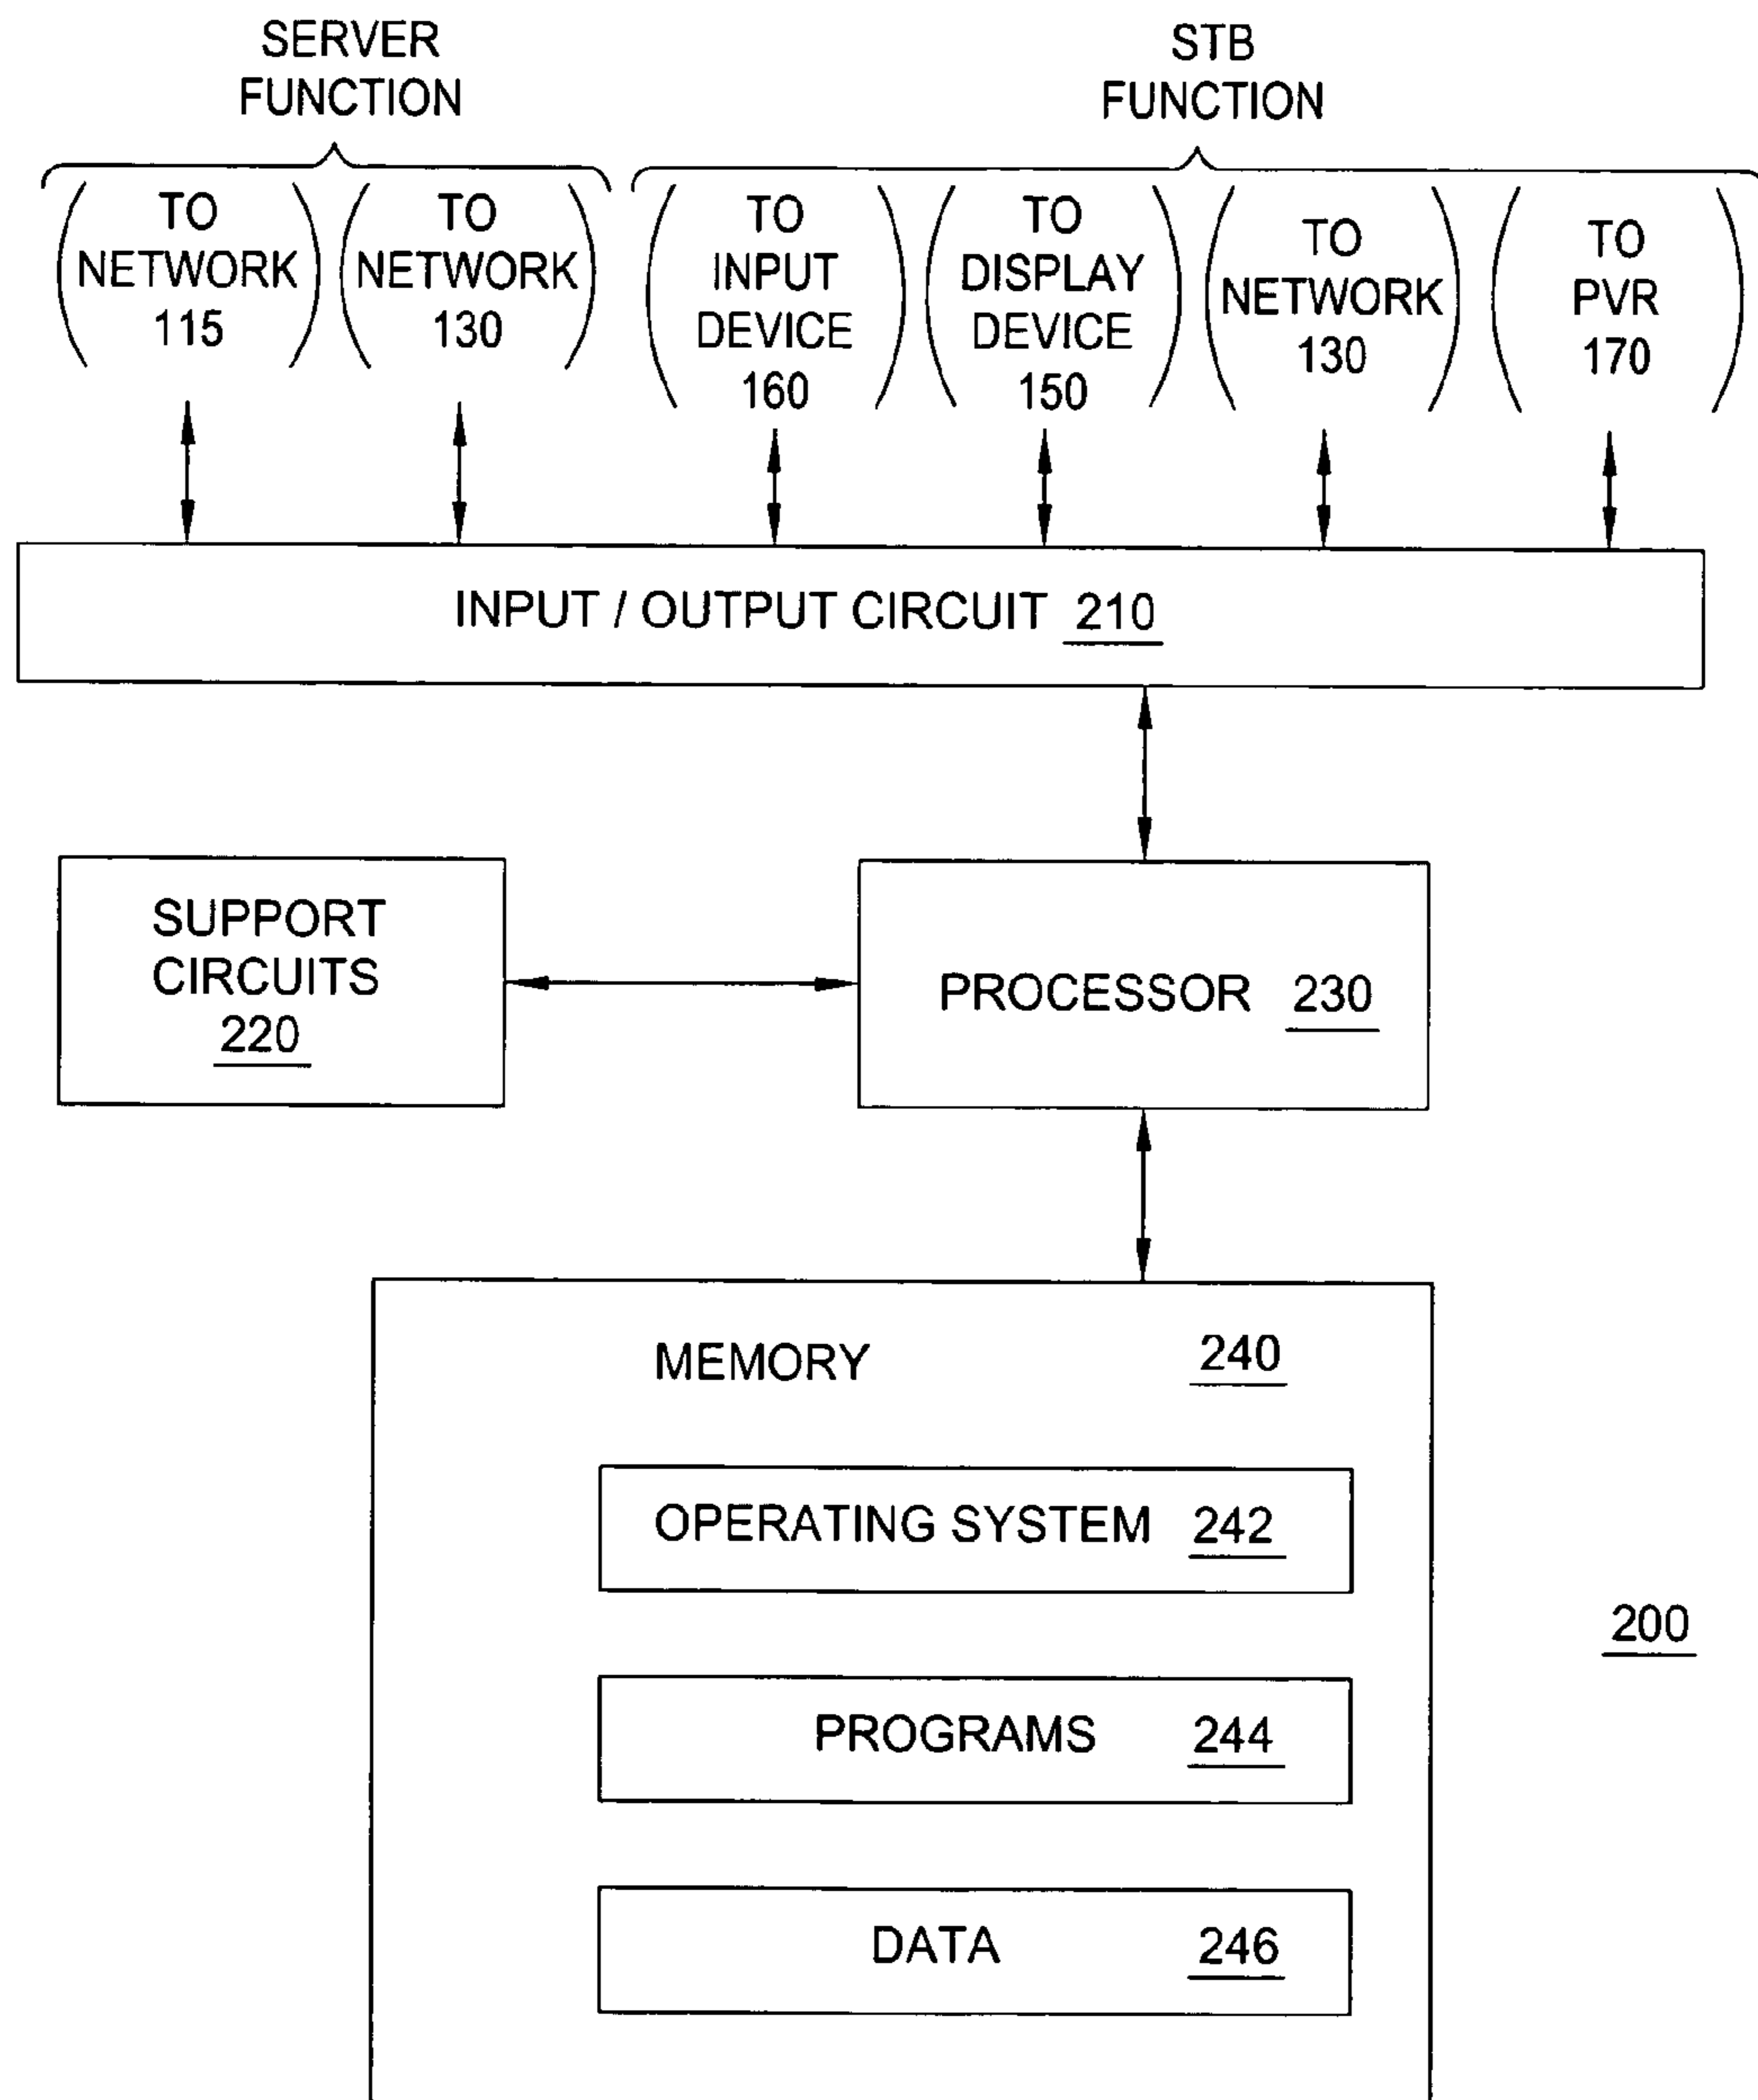 SERVER
FUNCTION
STB
FUNCTION
TO
NETWORK
115
TO
NETWORK
130
TO
INPUT
DEVICE
160
TO
DISPLAY
DEVICE
150
TO
NETWORK
130
TO
PVR
170
INPUT / OUTPUT CIRCUIT 210
SUPPORT
CIRCUITS
220
PROCESSOR 230
MEMORY 240
OPERATING SYSTEM 242
200
PROGRAMS 244
DATA 246